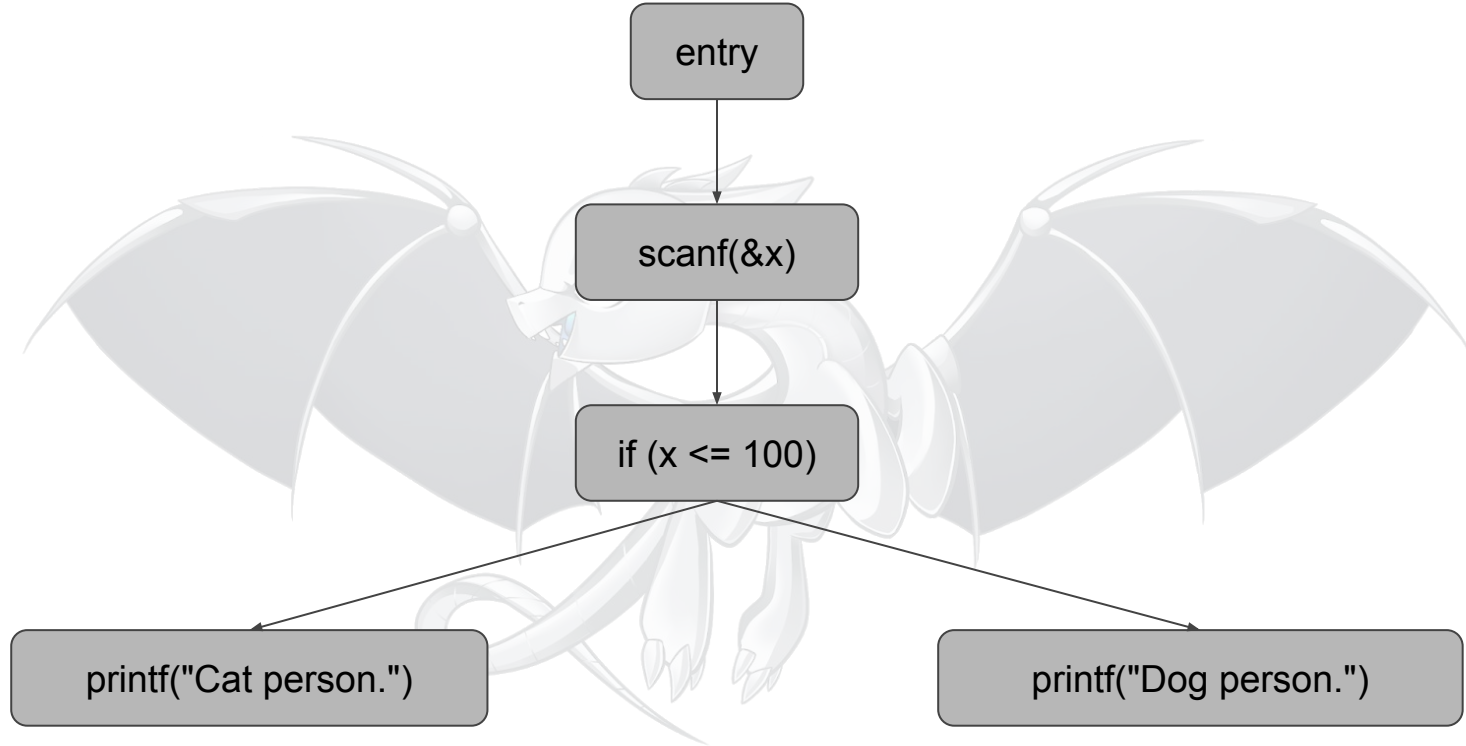 entry
scanf(&x)
if (x <= 100)
printf("Cat person.")
printf("Dog person.")